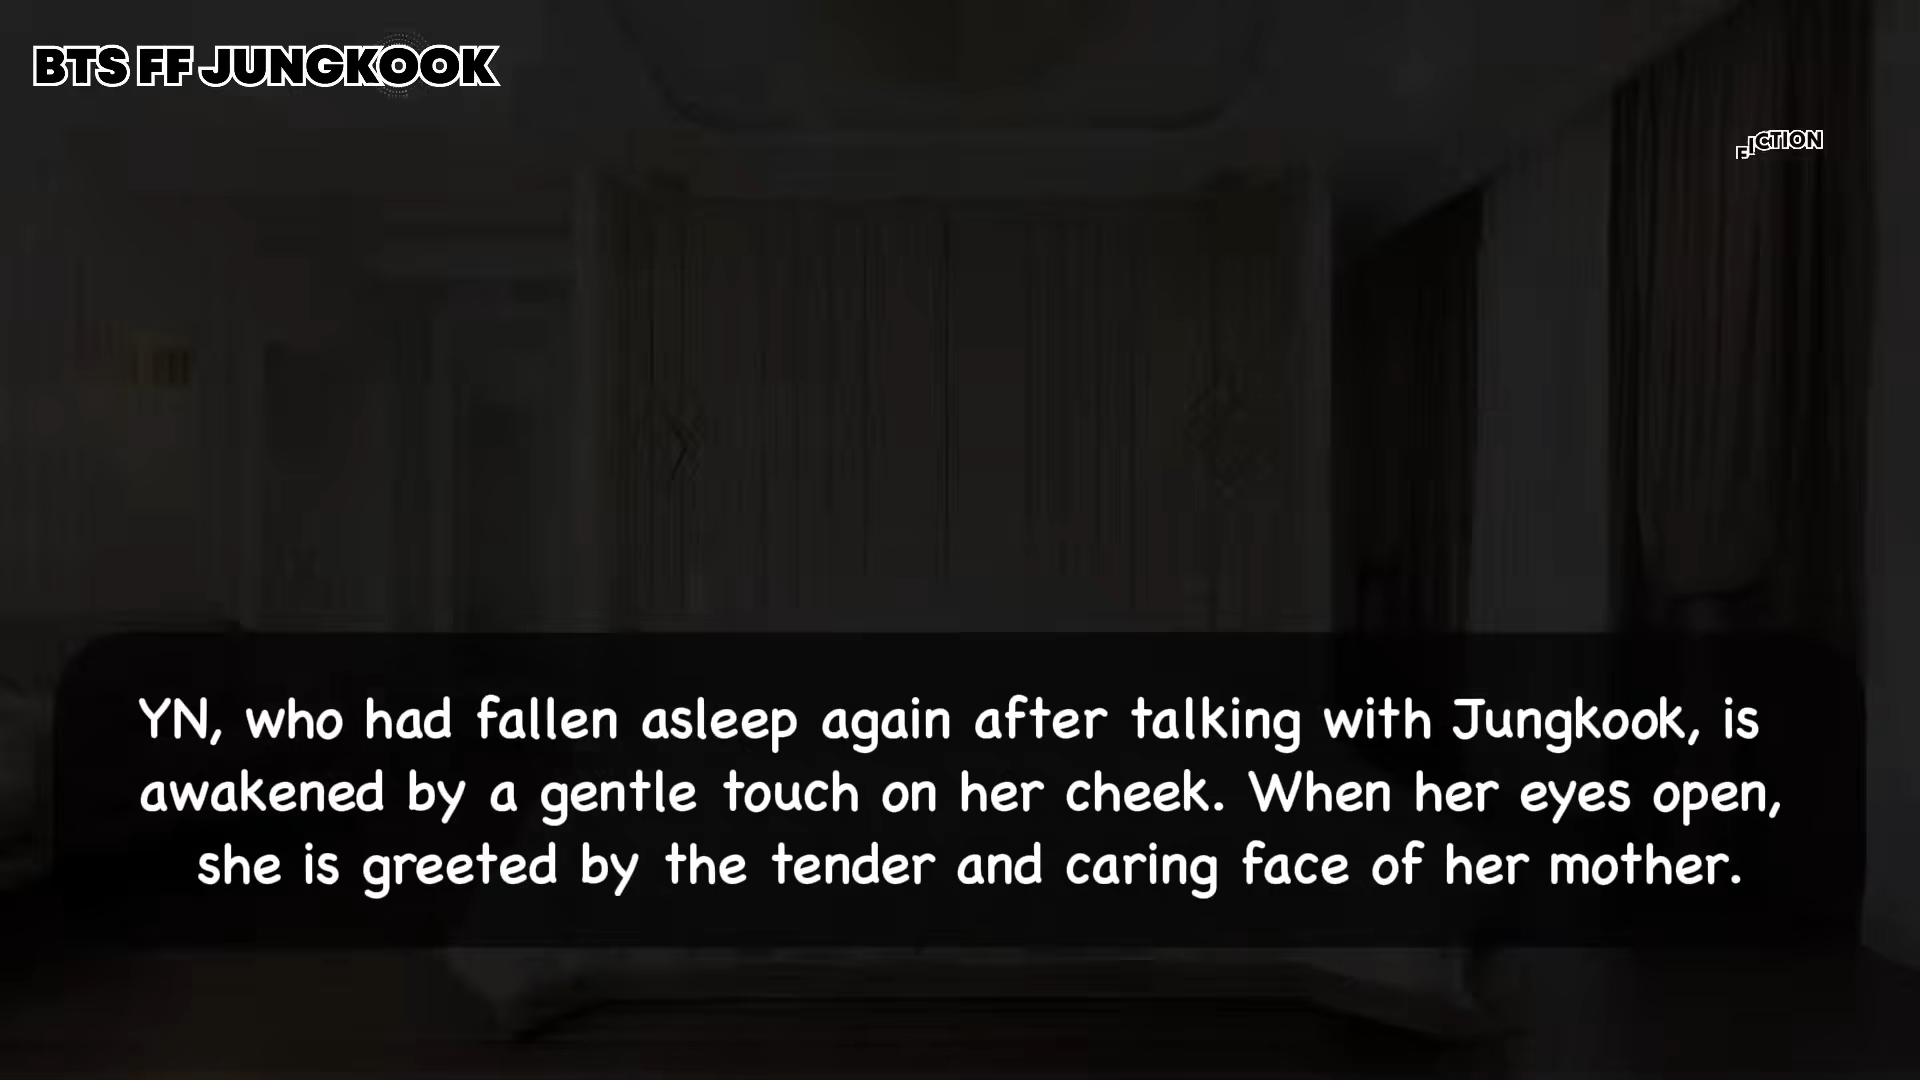 BTS FF JUNGKOOK
FICTION
YN, who had fallen asleep again after talking with Jungkook, is
awakened by a gentle touch on her cheek. When her eyes open,
she is greeted by the tender and caring face of her mother.